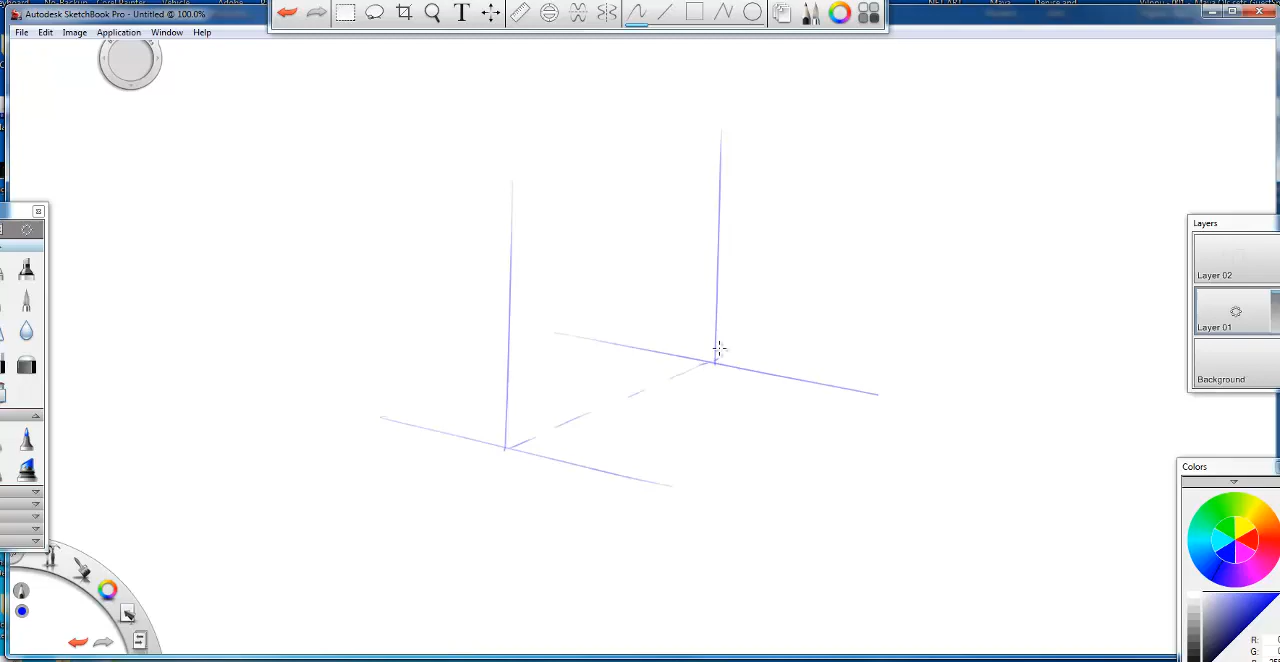 Autodesk SketchBook Pro - Untitled @ 100.0%
File Edit Image Application Window Help
T
Layers
Layer 02
Layer 01
Background
Colors
R:
G: